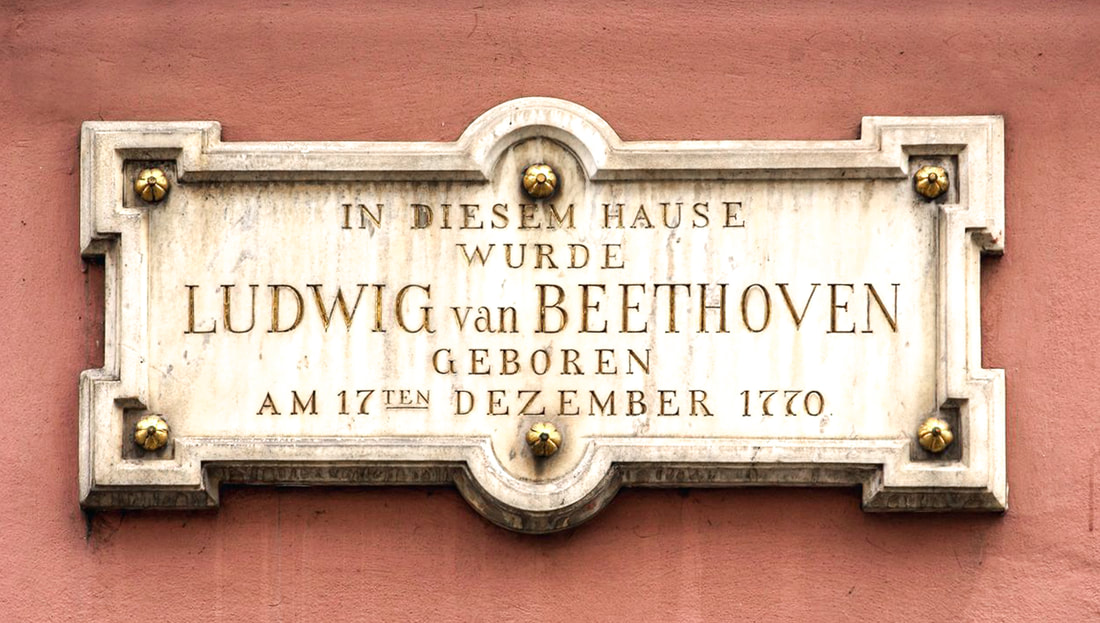 IN DIESEM HAUSE
WURDE
LUDWIG van BEETHOVEN
GEBOREN
AM 17TEN DEZEMBER 1770.